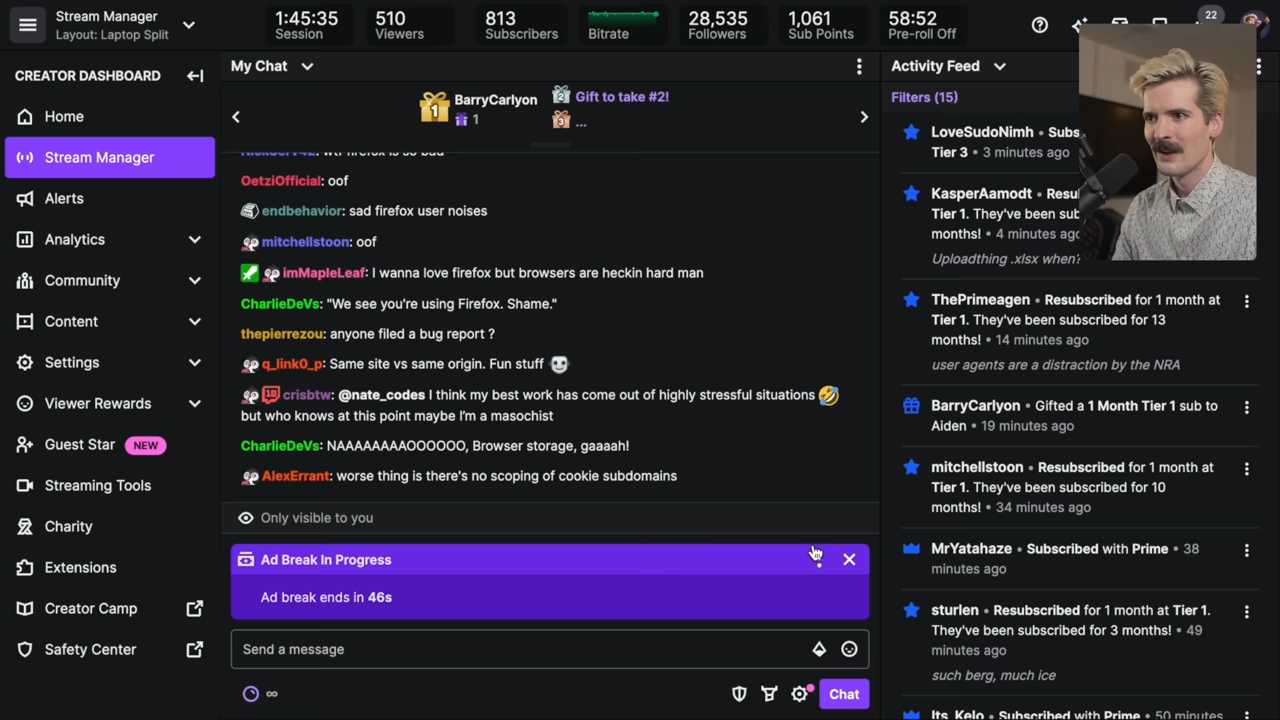 Stream Manager
Layout: Laptop Split
1:45:35
Session
510
Viewers
813
Subscribers
Bitrate
28,535
Followers
1,061
Sub Points
58:52
Pre-roll Off
22
CREATOR DASHBOARD
Home
Stream Manager
Alerts
Analytics
Community
Content
Settings
Viewer Rewards
Guest Star NEW
Streaming Tools
Charity
Extensions
Creator Camp
Safety Center
My Chat
1 BarryCarlyon
1
2 Gift to take #2!
3 ...
OetziOfficial: oof
endbehavior: sad firefox user noises
mitchellstoon: oof
imMapleLeaf: I wanna love firefox but browsers are heckin hard man
CharlieDeVs: "We see you're using Firefox. Shame."
thepierrezou: anyone filed a bug report ?
q_link0_p: Same site vs same origin. Fun stuff
crisbtw: @nate_codes I think my best work has come out of highly stressful situations
but who knows at this point maybe I'm a masochist
CharlieDeVs: NAAAAAAAAOOOOOO, Browser storage, gaaaah!
AlexErrant: worse thing is there's no scoping of cookie subdomains
Only visible to you
Ad Break In Progress
Ad break ends in 46s
Send a message
∞
Chat
Activity Feed
Filters (15)
LoveSudoNimh • Subs
Tier 3 • 3 minutes ago
KasperAamodt • Resu
Tier 1. They've been sub
months! • 4 minutes ago
Uploadthing .xlsx when?
ThePrimeagen • Resubscribed for 1 month at
Tier 1. They've been subscribed for 13
months! • 14 minutes ago
user agents are a distraction by the NRA
BarryCarlyon • Gifted a 1 Month Tier 1 sub to
Aiden • 19 minutes ago
mitchellstoon • Resubscribed for 1 month at
Tier 1. They've been subscribed for 10
months! • 34 minutes ago
MrYatahaze • Subscribed with Prime • 38
minutes ago
sturlen • Resubscribed for 1 month at Tier 1.
They've been subscribed for 3 months! • 49
minutes ago
such berg, much ice
Its_Kelo • Subscribed with Prime • 50 minutes